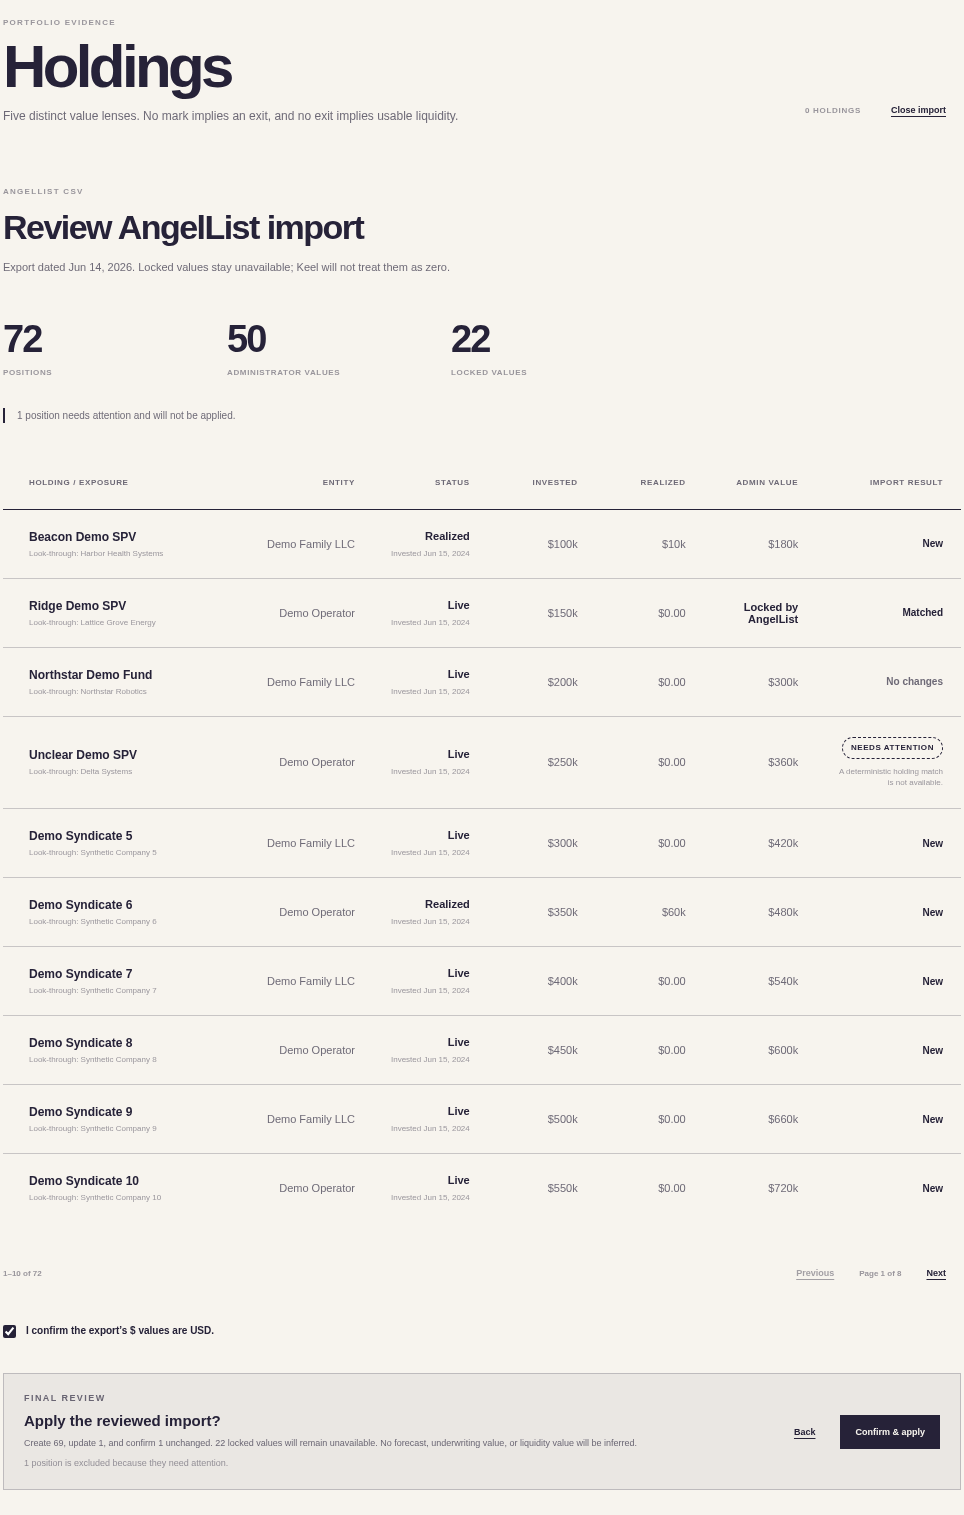 PORTFOLIO EVIDENCE
Holdings
Five distinct value lenses. No mark implies an exit, and no exit implies usable liquidity.
0 HOLDINGS Close import
ANGELLIST CSV
Review AngelList import
Export dated Jun 14, 2026. Locked values stay unavailable; Keel will not treat them as zero.
72 50 22
POSITIONS ADMINISTRATOR VALUES LOCKED VALUES
1 position needs attention and will not be applied.
HOLDING / EXPOSURE ENTITY STATUS INVESTED REALIZED ADMIN VALUE IMPORT RESULT
Beacon Demo SPV Realized
Demo Family LLC $100k $10k $180k New
Look-through: Harbor Health Systems Invested Jun 15, 2024
Ridge Demo SPV Live Locked by
Demo Operator $150k $0.00 Matched
Look-through: Lattice Grove Energy Invested Jun 15, 2024 AngelList
Northstar Demo Fund Live
Demo Family LLC $200k $0.00 $300k No changes
Look-through: Northstar Robotics Invested Jun 15, 2024
NEEDS ATTENTION
Unclear Demo SPV Live
Demo Operator $250k $0.00 $360k
Look-through: Delta Systems Invested Jun 15, 2024 A deterministic holding match
is not available.
Demo Syndicate 5 Live
Demo Family LLC $300k $0.00 $420k New
Look-through: Synthetic Company 5 Invested Jun 15, 2024
Demo Syndicate 6 Realized
Demo Operator $350k $60k $480k New
Look-through: Synthetic Company 6 Invested Jun 15, 2024
Demo Syndicate 7 Live
Demo Family LLC $400k $0.00 $540k New
Look-through: Synthetic Company 7 Invested Jun 15, 2024
Demo Syndicate 8 Live
Demo Operator $450k $0.00 $600k New
Look-through: Synthetic Company 8 Invested Jun 15, 2024
Demo Syndicate 9 Live
Demo Family LLC $500k $0.00 $660k New
Look-through: Synthetic Company 9 Invested Jun 15, 2024
Demo Syndicate 10 Live
Demo Operator $550k $0.00 $720k New
Look-through: Synthetic Company 10 Invested Jun 15, 2024
1–10 of 72 Previous Page 1 of 8 Next
I confirm the export's $ values are USD.
FINAL REVIEW
Apply the reviewed import?
Create 69, update 1, and confirm 1 unchanged. 22 locked values will remain unavailable. No forecast, underwriting value, or liquidity value will be inferred.
1 position is excluded because they need attention.
Back Confirm & apply